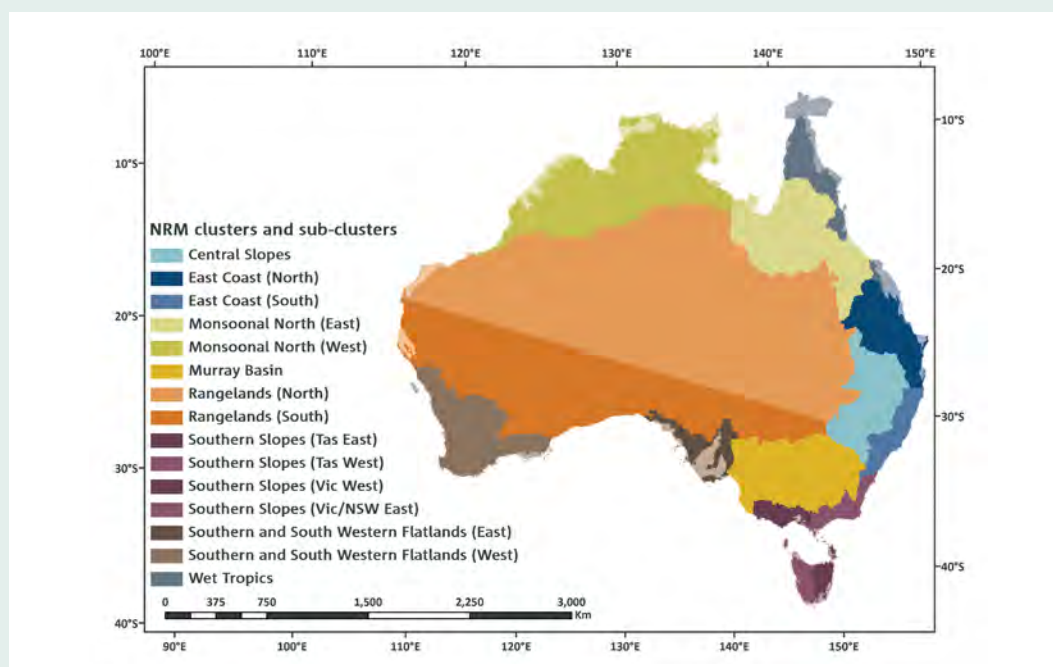 100°E 110°E 120°E 130°E 140°E 150°E
10°S
10°S
NRM clusters and sub-clusters
Central Slopes
East Coast (North)
20°S
East Coast (South)
20°S
Monsoonal North (East)
Monsoonal North (West)
Murray Basin
Rangelands (North)
Rangelands (South)
30°S
Southern Slopes (Tas East)
Southern Slopes (Tas West)
30°S
Southern Slopes (Vic West)
Southern Slopes (Vic/NSW East)
Southern and South Western Flatlands (East)
Southern and South Western Flatlands (West)
40°S
Wet Tropics
0 375 750 1,500 2,250 3,000
Km
40°S
90°E 100°E 110°E 120°E 130°E 140°E 150°E